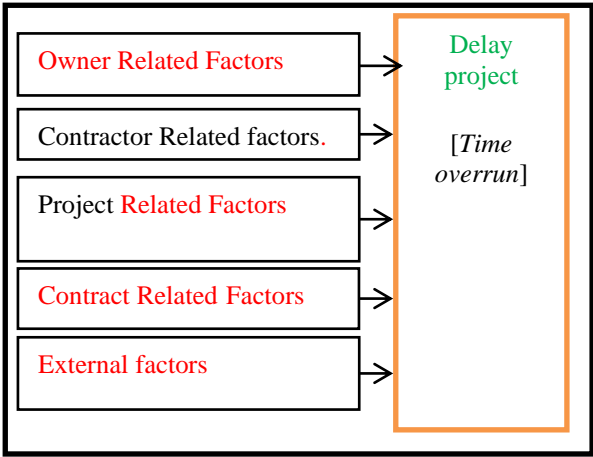 Owner Related Factors
Contractor Related factors.
Project Related Factors
Contract Related Factors
External factors
Delay
project
[Time
overrun]